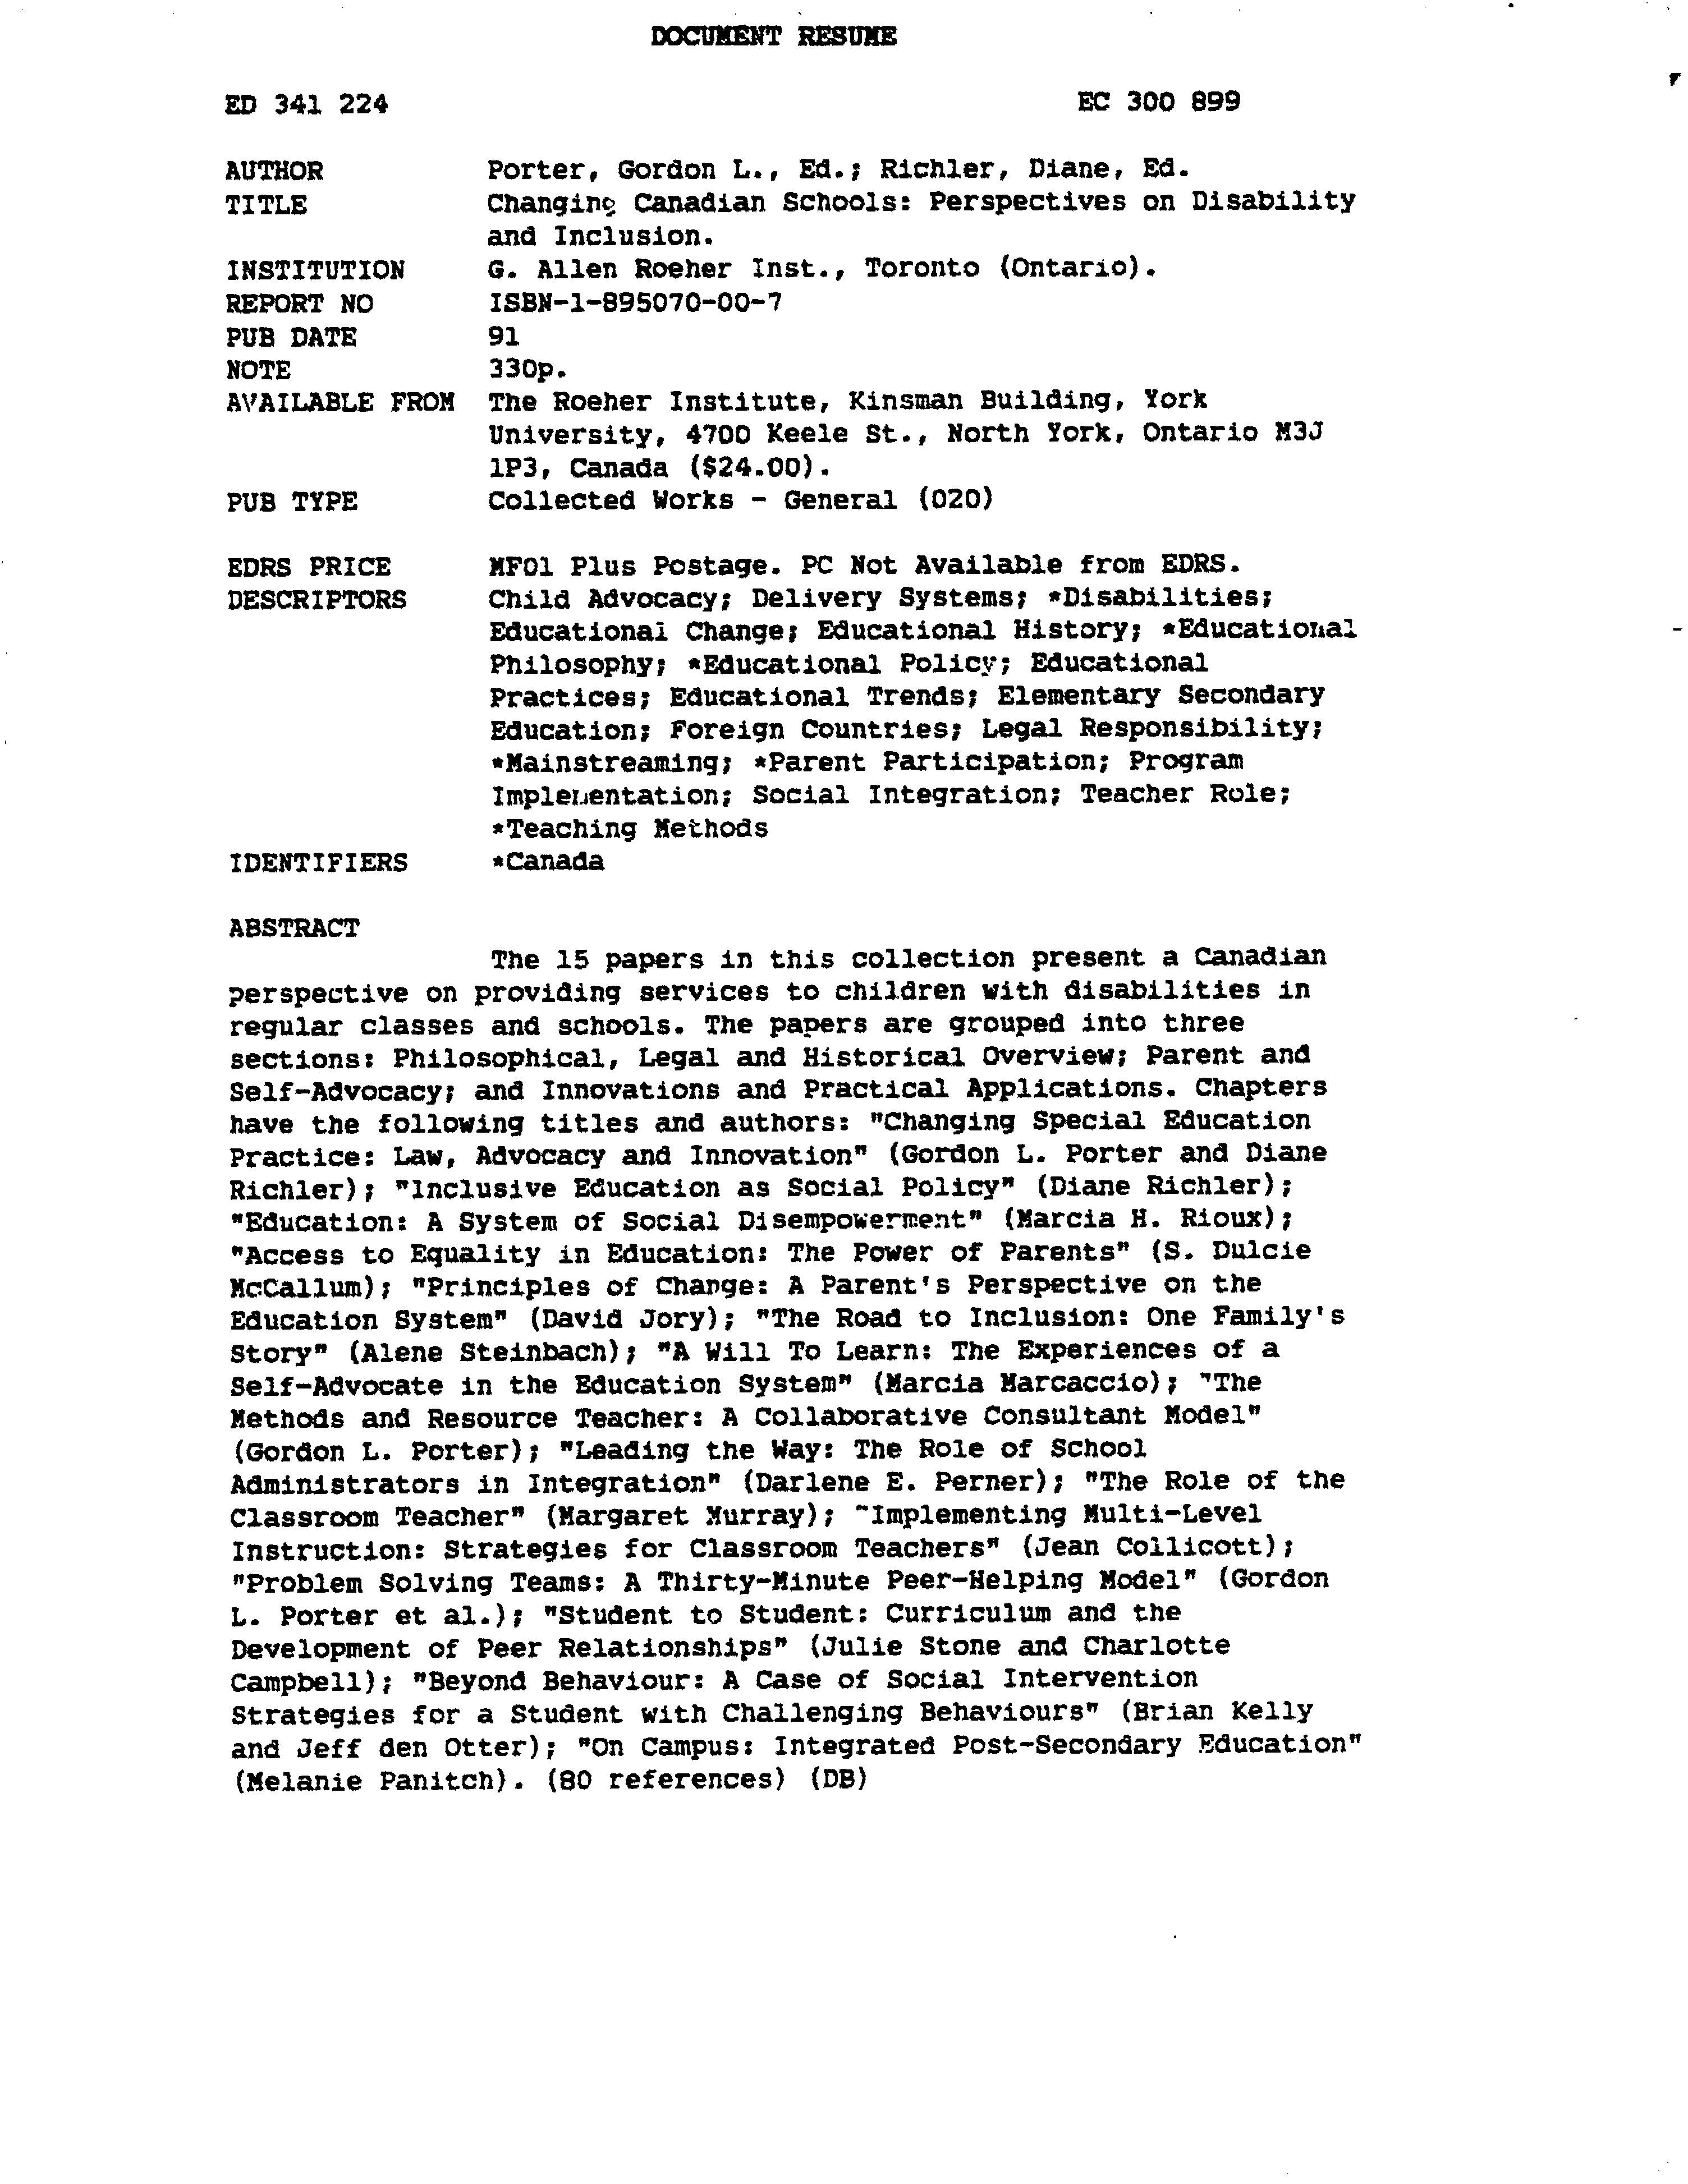 DOCUMENT RESUME
ED 341 224 EC 300 899
AUTHOR Porter, Gordon L., Ed.; Richler, Diane, Ed.
TITLE Changing Canadian Schools: Perspectives on Disability
and Inclusion.
INSTITUTION G. Allen Roeher Inst., Toronto (Ontario).
REPORT NO ISBN-1-895070-00-7
PUB DATE 91
NOTE 330p.
AVAILABLE FROM The Roeher Institute, Kinsman Building, York
University, 4700 Keele St., North York, Ontario M3J
1P3, Canada ($24.00).
PUB TYPE Collected Works - General (020)
EDRS PRICE MF01 Plus Postage. PC Not Available from EDRS.
DESCRIPTORS Child Advocacy; Delivery Systems; *Disabilities;
Educational Change; Educational History; *Educational
Philosophy; *Educational Policy; Educational
Practices; Educational Trends; Elementary Secondary
Education; Foreign Countries; Legal Responsibility;
*Mainstreaming; *Parent Participation; Program
Implementation; Social Integration; Teacher Role;
*Teaching Methods
IDENTIFIERS *Canada
ABSTRACT
The 15 papers in this collection present a Canadian
perspective on providing services to children with disabilities in
regular classes and schools. The papers are grouped into three
sections: Philosophical, Legal and Historical Overview; Parent and
Self-Advocacy; and Innovations and Practical Applications. Chapters
have the following titles and authors: "Changing Special Education
Practice: Law, Advocacy and Innovation" (Gordon L. Porter and Diane
Richler); "Inclusive Education as Social Policy" (Diane Richler);
"Education: A System of Social Disempowerment" (Marcia H. Rioux);
"Access to Equality in Education: The Power of Parents" (S. Dulcie
McCallum); "Principles of Change: A Parent's Perspective on the
Education System" (David Jory); "The Road to Inclusion: One Family's
Story" (Alene Steinbach); "A Will To Learn: The Experiences of a
Self-Advocate in the Education System" (Marcia Marcaccio); "The
Methods and Resource Teacher: A Collaborative Consultant Model"
(Gordon L. Porter); "Leading the Way: The Role of School
Administrators in Integration" (Darlene E. Perner); "The Role of the
Classroom Teacher" (Margaret Murray); "Implementing Multi-Level
Instruction: Strategies for Classroom Teachers" (Jean Collicott);
"Problem Solving Teams: A Thirty-Minute Peer-Helping Model" (Gordon
L. Porter et al.); "Student to Student: Curriculum and the
Development of Peer Relationships" (Julie Stone and Charlotte
Campbell); "Beyond Behaviour: A Case of Social Intervention
Strategies for a Student with Challenging Behaviours" (Brian Kelly
and Jeff den Otter); "On Campus: Integrated Post-Secondary Education"
(Melanie Panitch). (80 references) (DB)